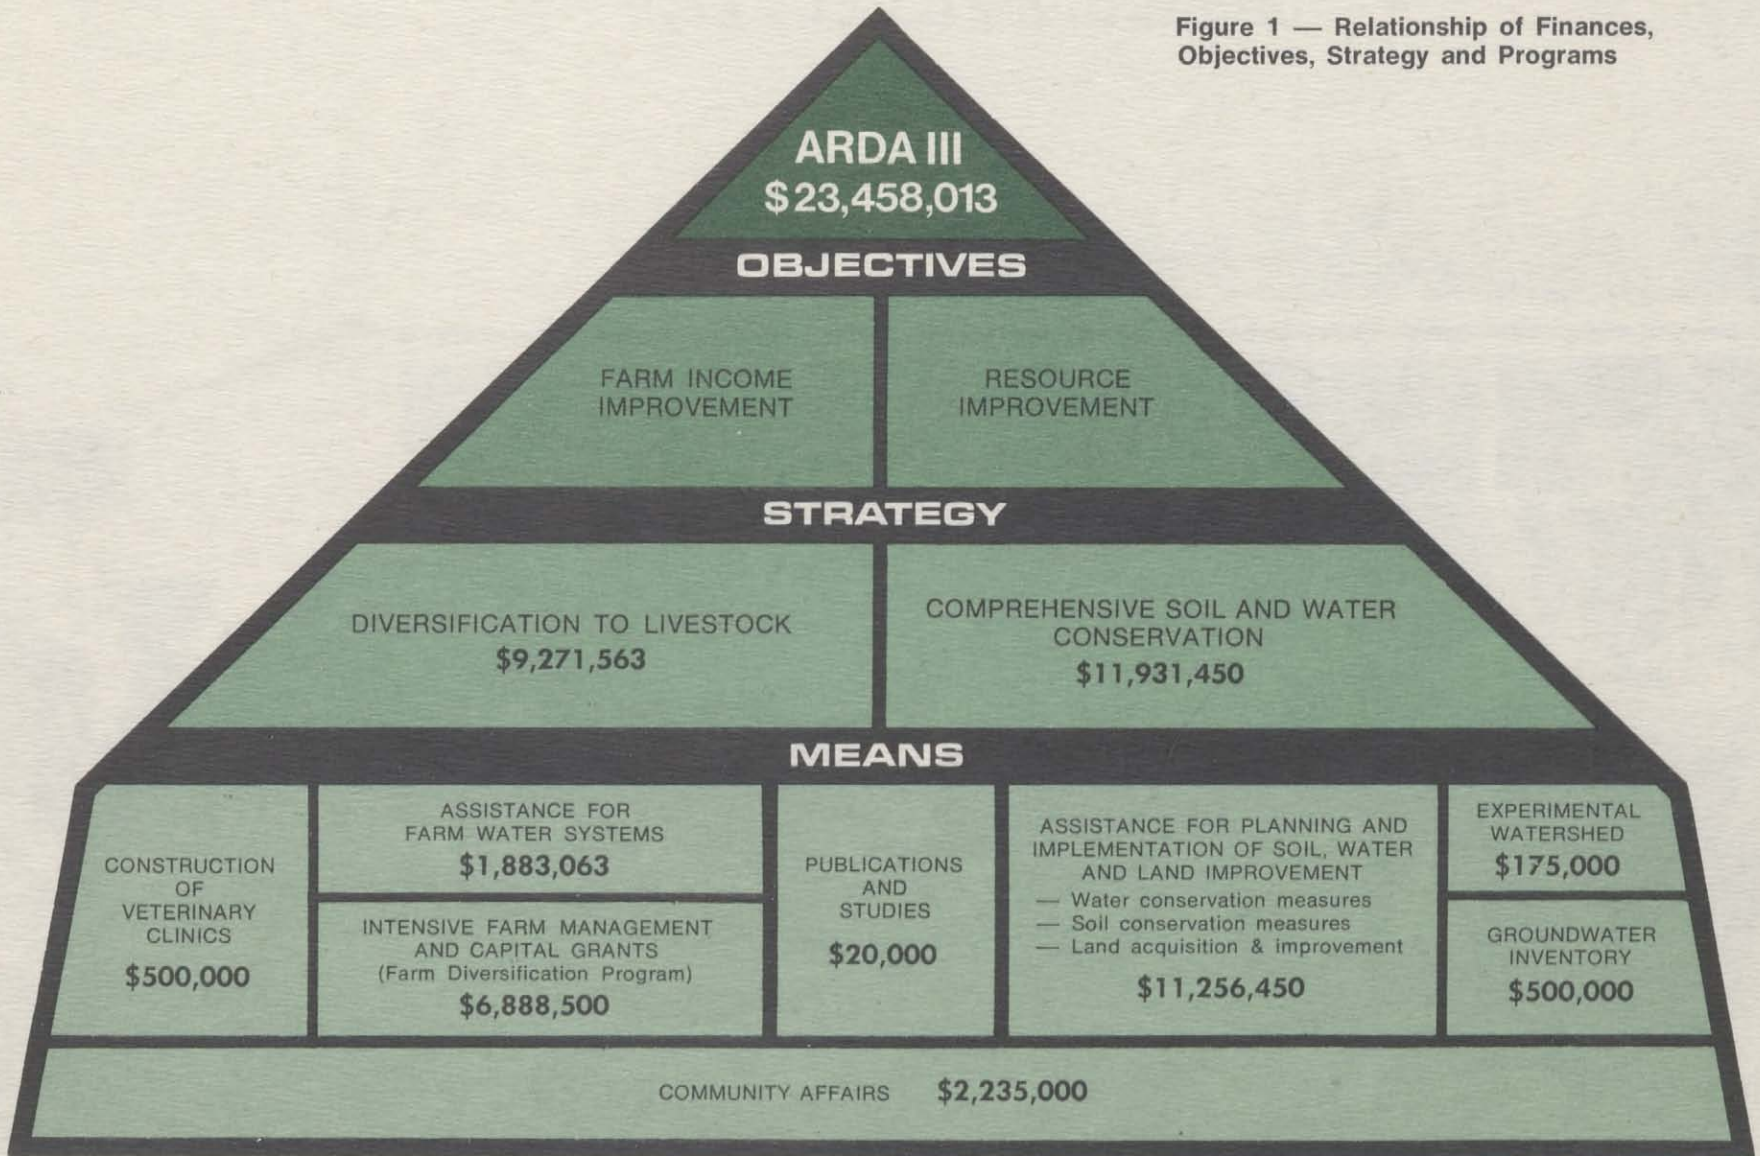 Figure 1 — Relationship of Finances,
Objectives, Strategy and Programs
ARDA III
$23,458,013
OBJECTIVES
FARM INCOME
IMPROVEMENT
RESOURCE
IMPROVEMENT
STRATEGY
DIVERSIFICATION TO LIVESTOCK
$9,271,563
COMPREHENSIVE SOIL AND WATER
CONSERVATION
$11,931,450
MEANS
CONSTRUCTION
OF
VETERINARY
CLINICS
$500,000
ASSISTANCE FOR
FARM WATER SYSTEMS
$1,883,063
INTENSIVE FARM MANAGEMENT
AND CAPITAL GRANTS
(Farm Diversification Program)
$6,888,500
PUBLICATIONS
AND
STUDIES
$20,000
ASSISTANCE FOR PLANNING AND
IMPLEMENTATION OF SOIL, WATER
AND LAND IMPROVEMENT
— Water conservation measures
— Soil conservation measures
— Land acquisition & improvement
$11,256,450
EXPERIMENTAL
WATERSHED
$175,000
GROUNDWATER
INVENTORY
$500,000
COMMUNITY AFFAIRS $2,235,000